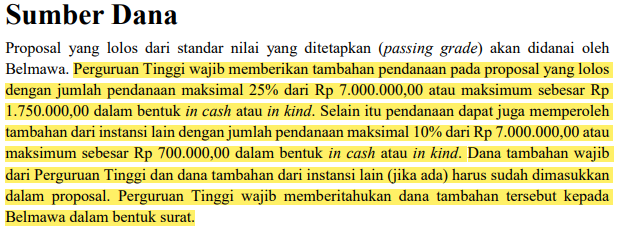 Sumber Dana
Proposal yang lolos dari standar nilai yang ditetapkan (passing grade) akan didanai oleh
Belmawa. Perguruan Tinggi wajib memberikan tambahan pendanaan pada proposal yang lolos
dengan jumlah pendanaan maksimal 25% dari Rp 7.000.000,00 atau maksimum sebesar Rp
1.750.000,00 dalam bentuk in cash atau in kind. Selain itu pendanaan dapat juga memperoleh
tambahan dari instansi lain dengan jumlah pendanaan maksimal 10% dari Rp 7.000.000,00 atau
maksimum sebesar Rp 700.000,00 dalam bentuk in cash atau in kind. Dana tambahan wajib
dari Perguruan Tinggi dan dana tambahan dari instansi lain (jika ada) harus sudah dimasukkan
dalam proposal. Perguruan Tinggi wajib memberitahukan dana tambahan tersebut kepada
Belmawa dalam bentuk surat.